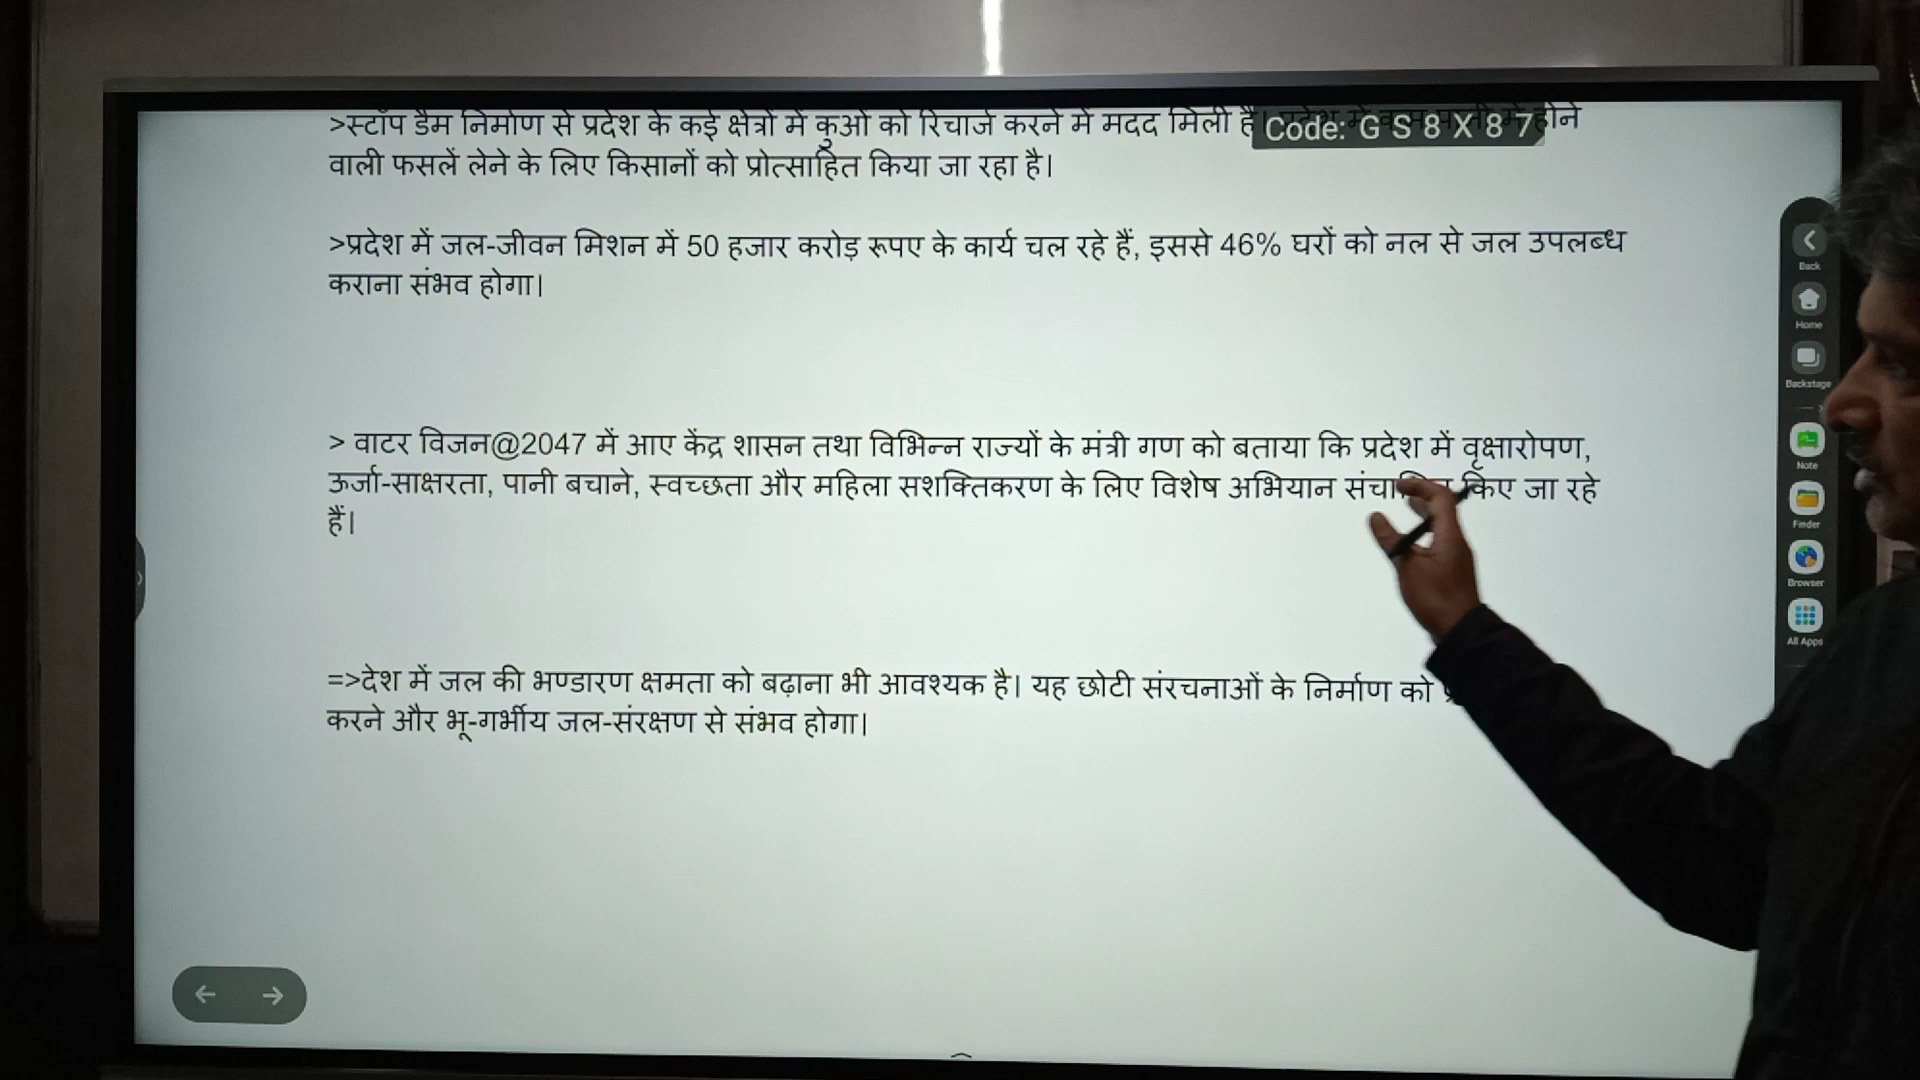 >स्टॉप डैम निर्माण से प्रदेश के कई क्षेत्रों में कुओं को रिचार्ज करने में मदद मिली है। होने
Code: G S 8 X 8 7
वाली फसलें लेने के लिए किसानों को प्रोत्साहित किया जा रहा है।
>प्रदेश में जल-जीवन मिशन में 50 हजार करोड़ रूपए के कार्य चल रहे हैं, इससे 46% घरों को नल से जल उपलब्ध
कराना संभव होगा।
> वाटर विजन@2047 में आए केंद्र शासन तथा विभिन्न राज्यों के मंत्री गण को बताया कि प्रदेश में वृक्षारोपण,
ऊर्जा-साक्षरता, पानी बचाने, स्वच्छता और महिला सशक्तिकरण के लिए विशेष अभियान किए जा रहे
हैं।
=>देश में जल की भण्डारण क्षमता को बढ़ाना भी आवश्यक है। यह छोटी संरचनाओं के निर्माण को
करने और भू-गर्भीय जल-संरक्षण से संभव होगा।
Back
Home
Backstage
Note
Finder
Browser
All Apps